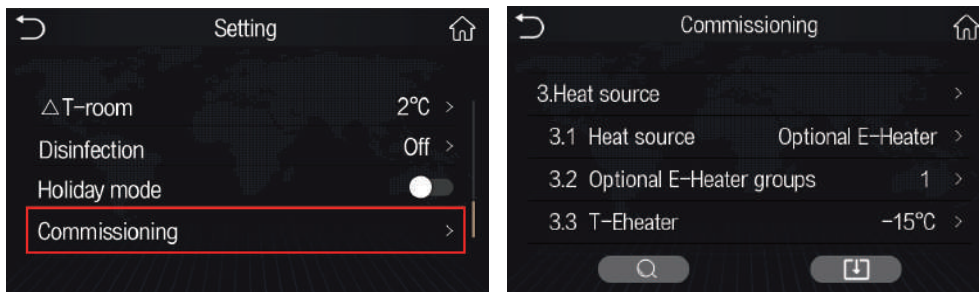 Setting
△T-room 2°C >
Disinfection Off >
Holiday mode
Commissioning >
Commissioning
3.Heat source >
3.1 Heat source Optional E-Heater >
3.2 Optional E-Heater groups 1 >
3.3 T-Eheater -15°C >